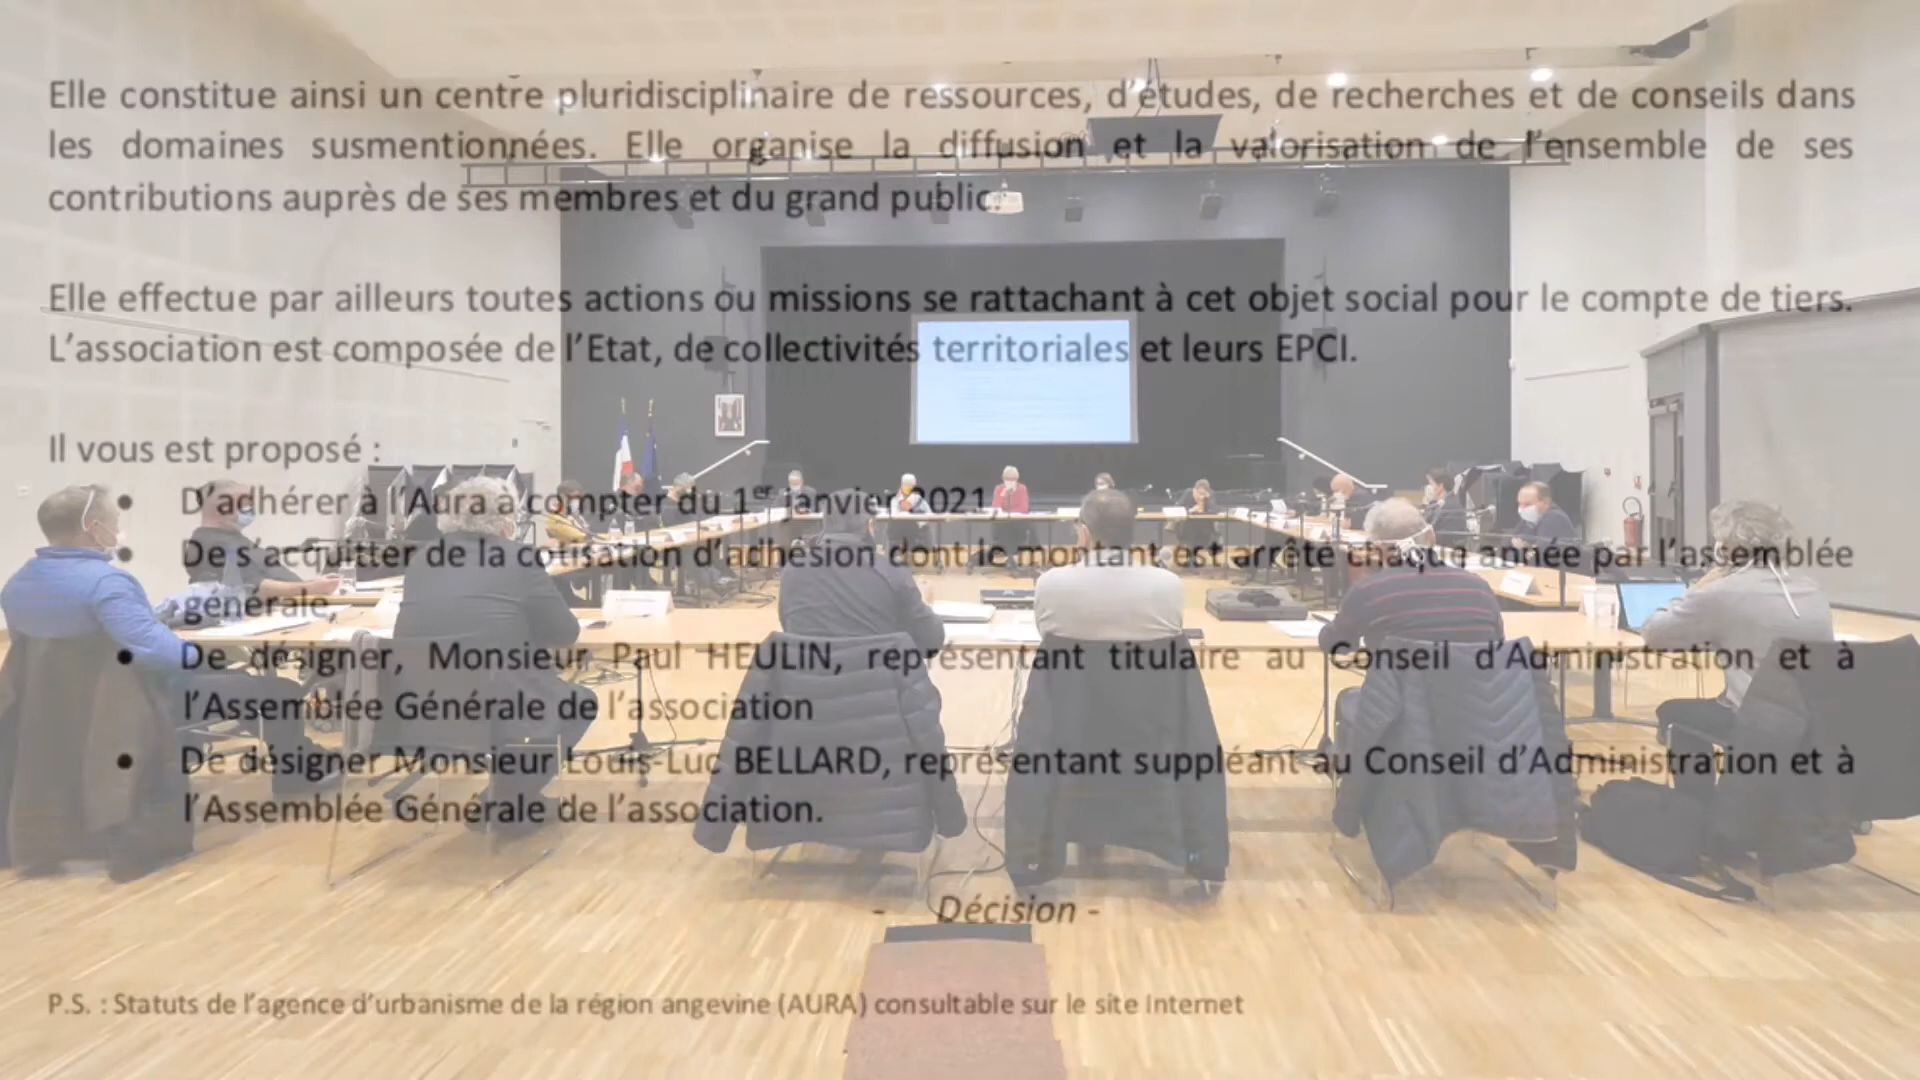 Elle constitue ainsi un centre pluridisciplinaire de ressources, d’études, de recherches et de conseils dans
les domaines susmentionnées. Elle organise la diffusion et la valorisation de l’ensemble de ses
contributions auprès de ses membres et du grand public.
Elle effectue par ailleurs toutes actions ou missions se rattachant à cet objet social pour le compte de tiers.
L’association est composée de l’Etat, de collectivités territoriales et leurs EPCI.
Il vous est proposé :
• D’adhérer à l’Aura à compter du 1er janvier 2021,
• De s’acquitter de la cotisation d’adhésion dont le montant est arrêté chaque année par l’assemblée
générale,
• De désigner, Monsieur Paul HEULIN, représentant titulaire au Conseil d’Administration et à
l’Assemblée Générale de l’association
• De désigner Monsieur Louis-Luc BELLARD, représentant suppléant au Conseil d’Administration et à
l’Assemblée Générale de l’association.
- Décision -
P.S. : Statuts de l’agence d’urbanisme de la région angevine (AURA) consultable sur le site Internet